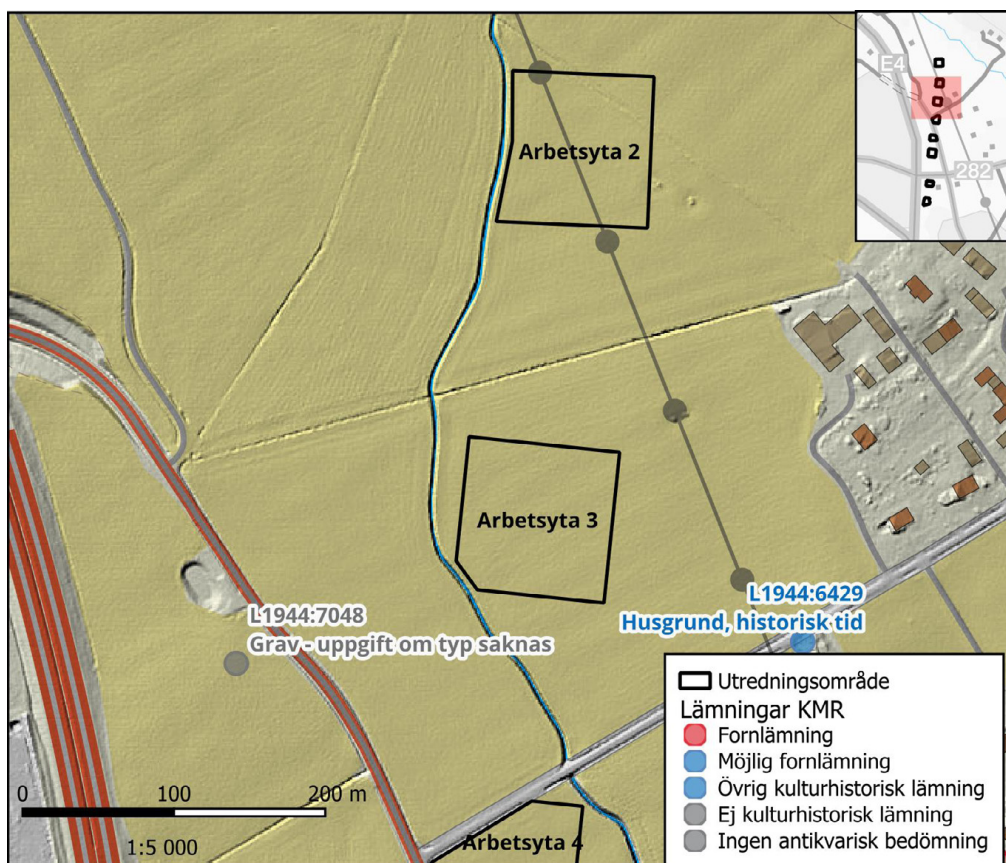 E4
282
Arbetsyta 2
Arbetsyta 3
L1944:6429
Husgrund, historisk tid
L1944:7048
Grav - uppgift om typ saknas
Utredningsområde
Lämningar KMR
Fornlämning
Möjlig fornlämning
Övrig kulturhistorisk lämning
Ej kulturhistorisk lämning
Ingen antikvarisk bedömning
0 100 200 m
1:5 000
Arbetsyta 4